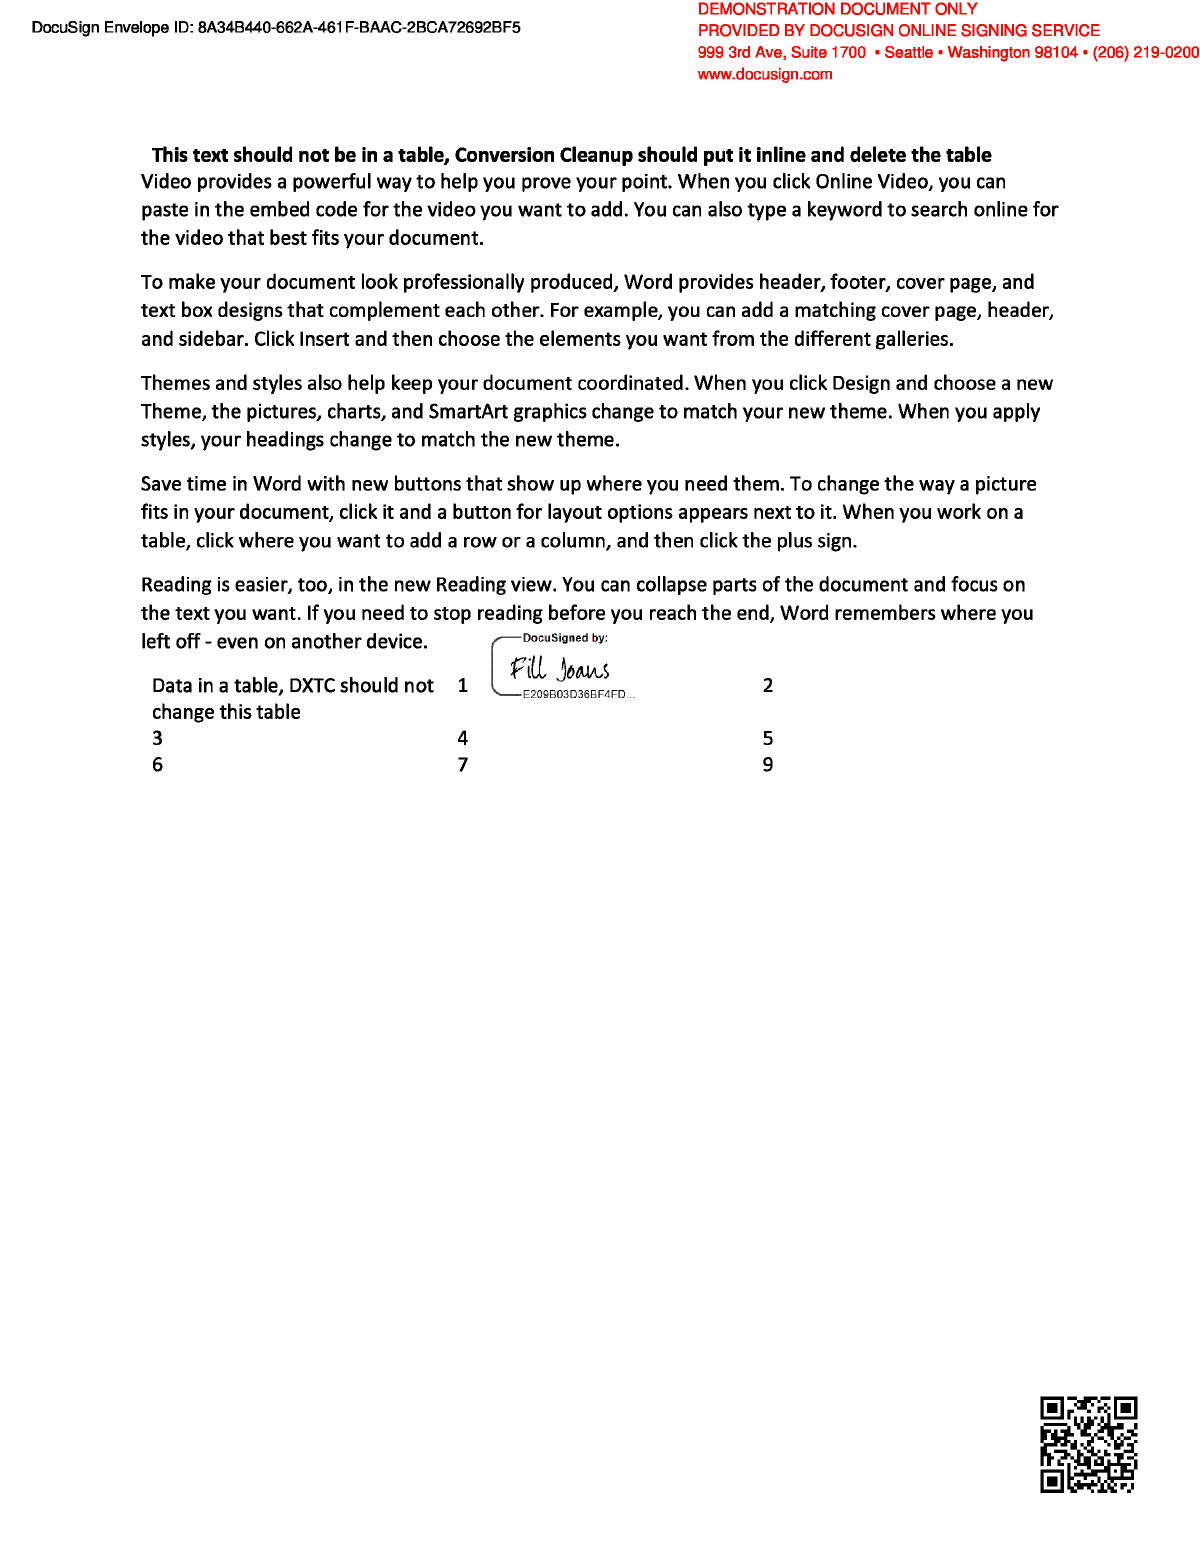 DocuSign Envelope ID: 8A34B440-662A-461F-BAAC-2BCA72692BF5
DEMONSTRATION DOCUMENT ONLY
PROVIDED BY DOCUSIGN ONLINE SIGNING SERVICE
999 3rd Ave, Suite 1700 • Seattle • Washington 98104 • (206) 219-0200
www.docusign.com
This text should not be in a table, Conversion Cleanup should put it inline and delete the table
Video provides a powerful way to help you prove your point. When you click Online Video, you can
paste in the embed code for the video you want to add. You can also type a keyword to search online for
the video that best fits your document.
To make your document look professionally produced, Word provides header, footer, cover page, and
text box designs that complement each other. For example, you can add a matching cover page, header,
and sidebar. Click Insert and then choose the elements you want from the different galleries.
Themes and styles also help keep your document coordinated. When you click Design and choose a new
Theme, the pictures, charts, and SmartArt graphics change to match your new theme. When you apply
styles, your headings change to match the new theme.
Save time in Word with new buttons that show up where you need them. To change the way a picture
fits in your document, click it and a button for layout options appears next to it. When you work on a
table, click where you want to add a row or a column, and then click the plus sign.
Reading is easier, too, in the new Reading view. You can collapse parts of the document and focus on
the text you want. If you need to stop reading before you reach the end, Word remembers where you
left off - even on another device.
DocuSigned by:
Fill Joans
E209B03D36BF4FD...
Data in a table, DXTC should not 1 2
change this table
3 4 5
6 7 9